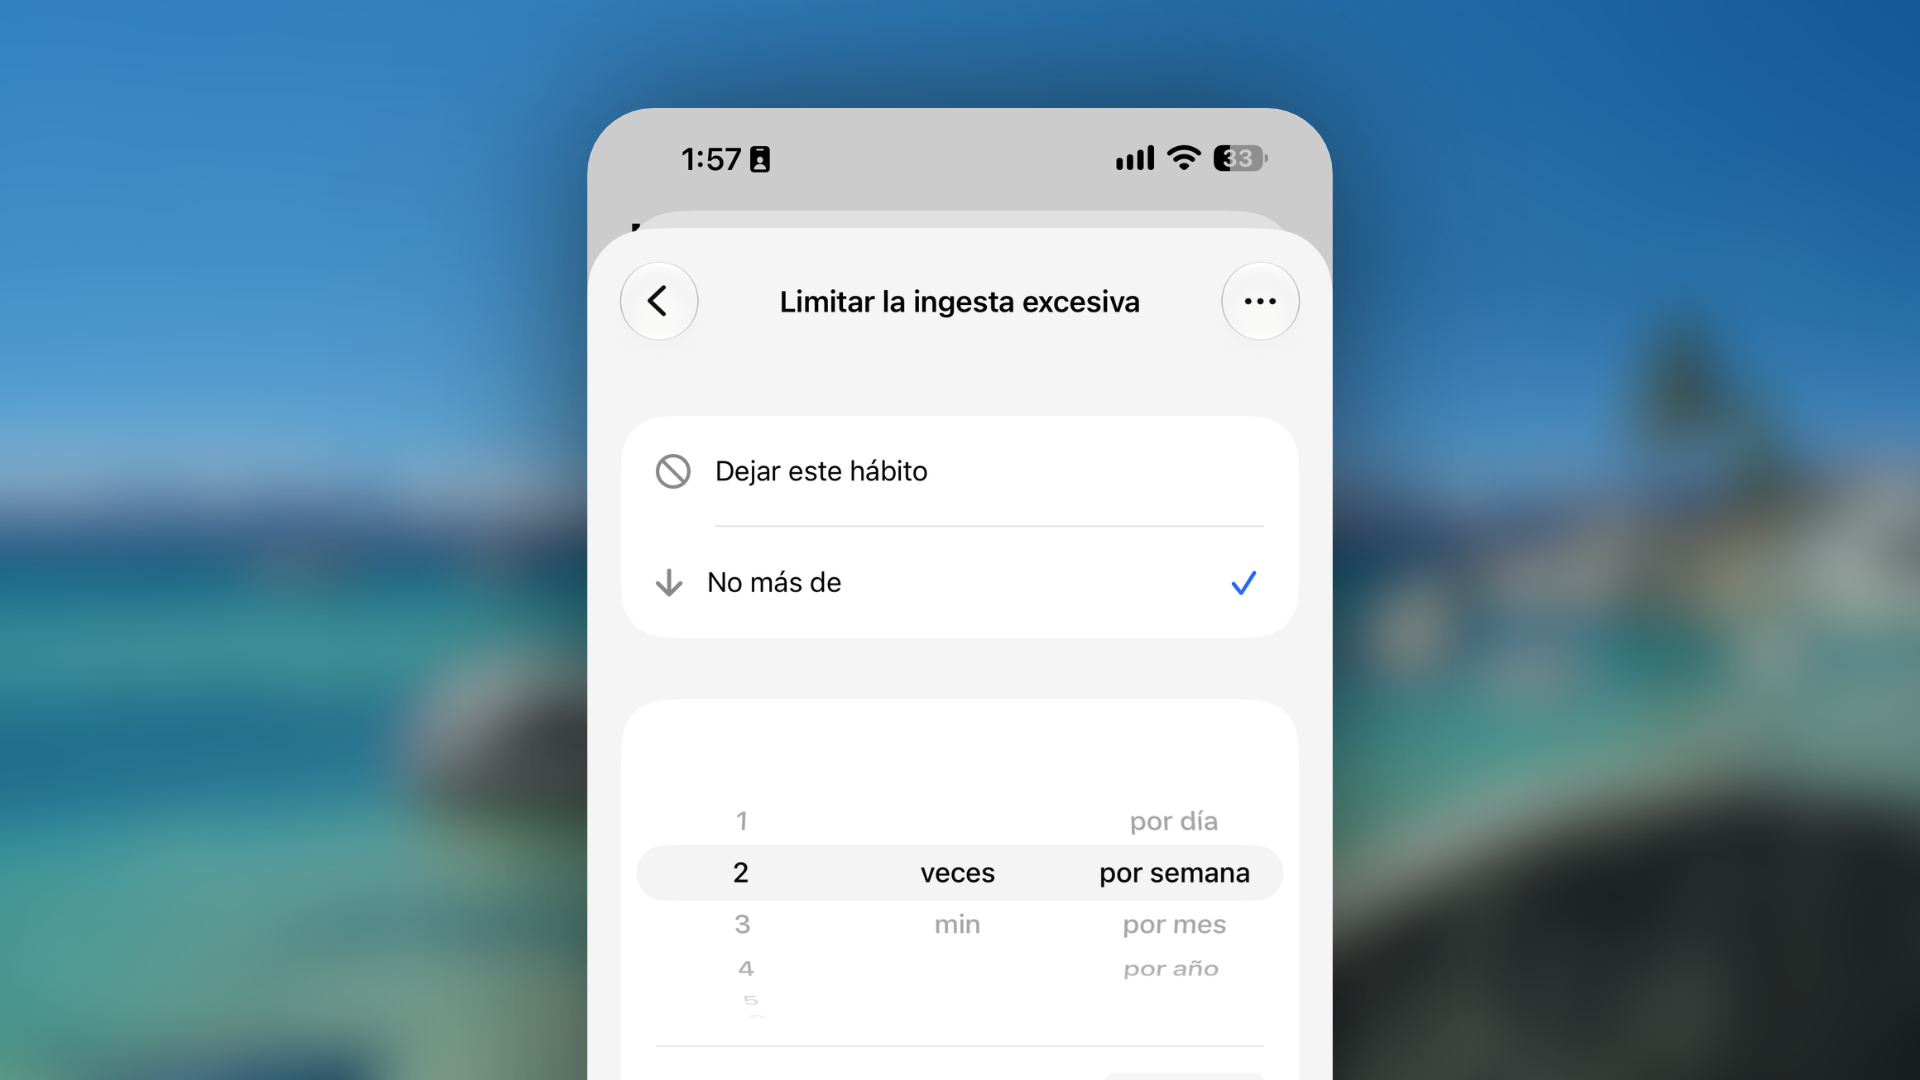 1:57
33
Limitar la ingesta excesiva
Dejar este hábito
No más de
1 por día
2 veces por semana
3 min por mes
4 por año
5